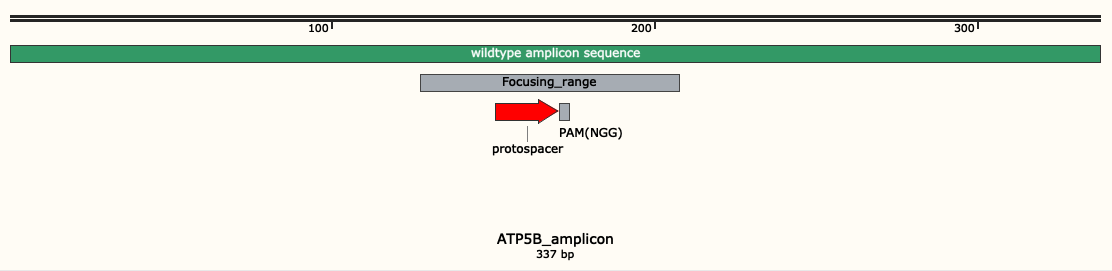 100 200 300
wildtype amplicon sequence
Focusing_range
PAM(NGG)
protospacer
ATP5B_amplicon
337 bp